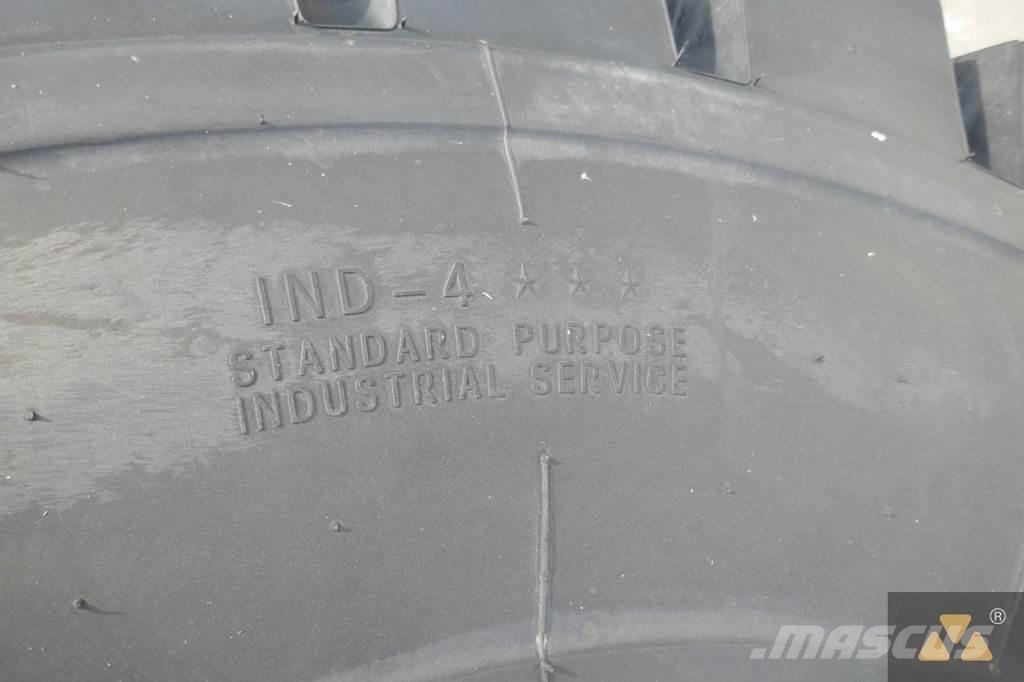 IND-4 ★★★
STANDARD PURPOSE
INDUSTRIAL SERVICE
MASCUS ®